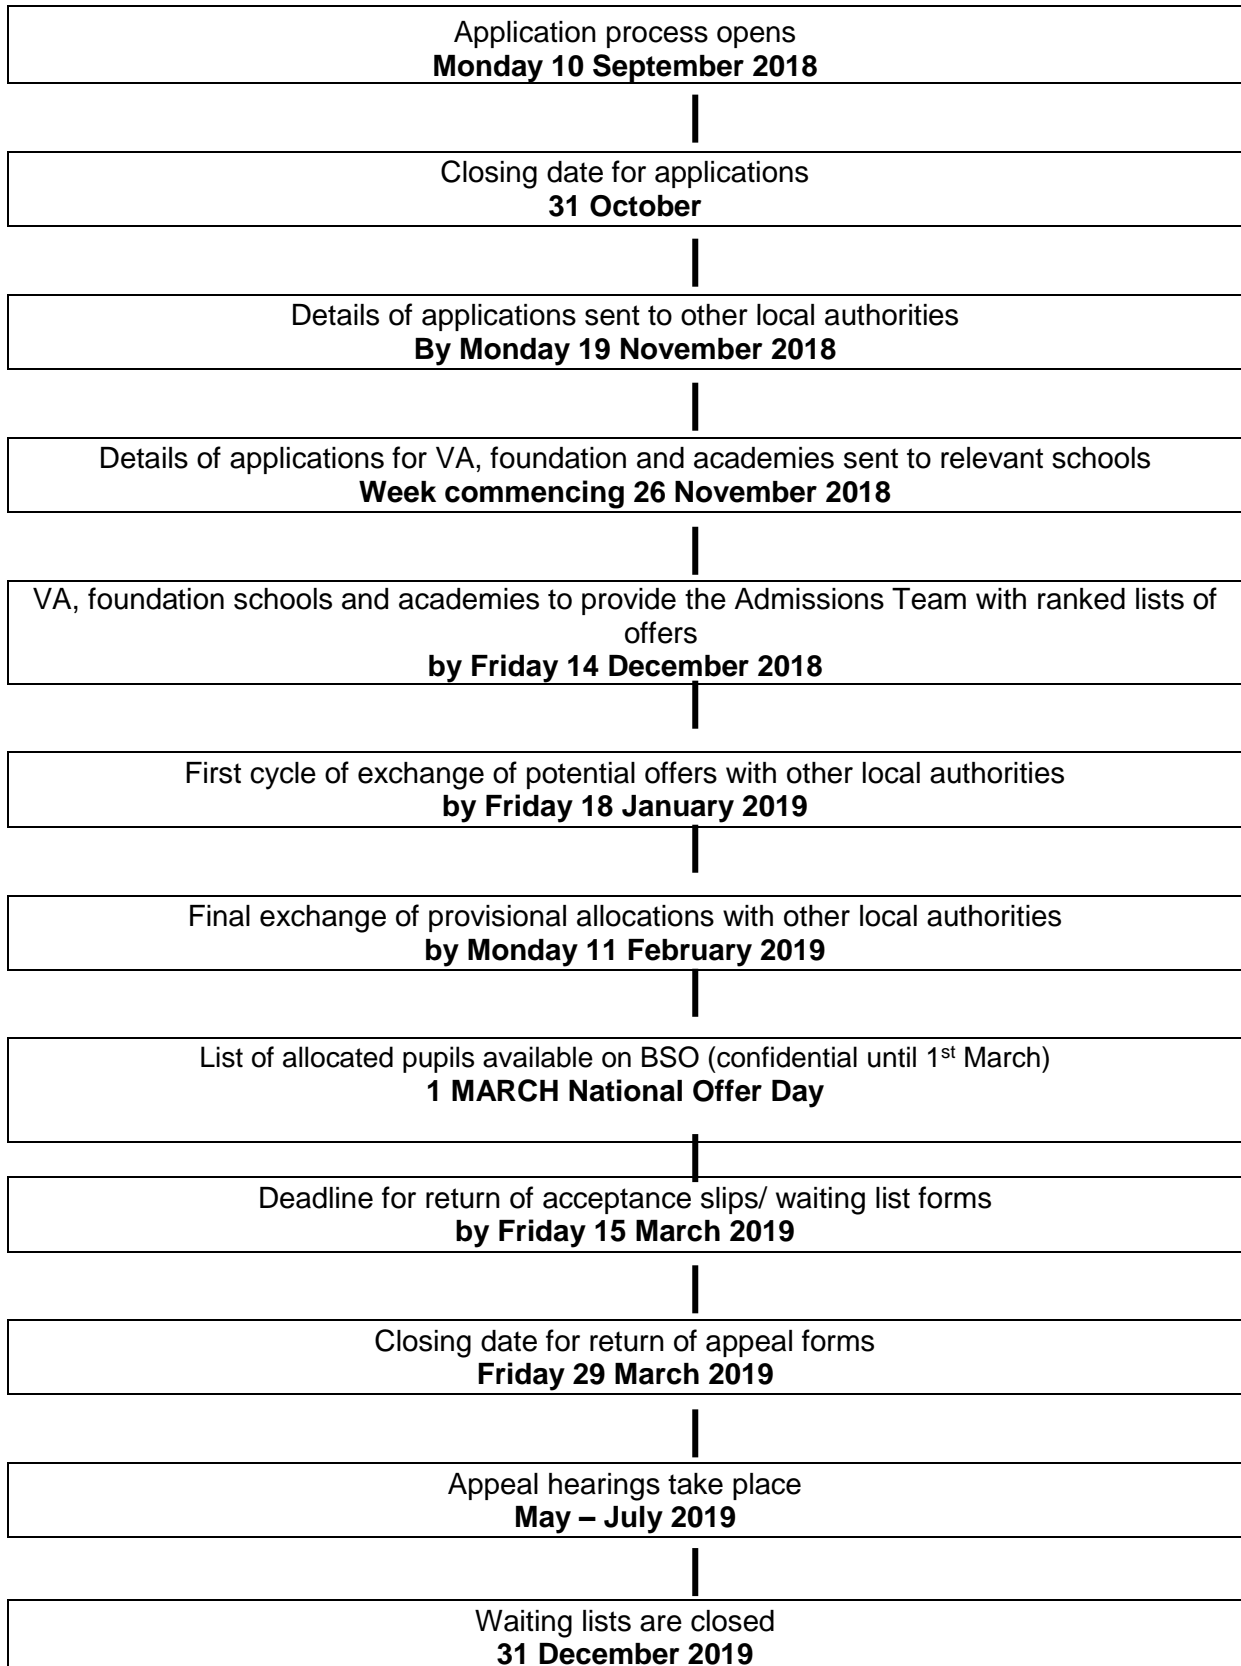 Application process opens
Monday 10 September 2018
Closing date for applications
31 October
Details of applications sent to other local authorities
By Monday 19 November 2018
Details of applications for VA, foundation and academies sent to relevant schools
Week commencing 26 November 2018
VA, foundation schools and academies to provide the Admissions Team with ranked lists of
offers
by Friday 14 December 2018
First cycle of exchange of potential offers with other local authorities
by Friday 18 January 2019
Final exchange of provisional allocations with other local authorities
by Monday 11 February 2019
List of allocated pupils available on BSO (confidential until 1st March)
1 MARCH National Offer Day
Deadline for return of acceptance slips/ waiting list forms
by Friday 15 March 2019
Closing date for return of appeal forms
Friday 29 March 2019
Appeal hearings take place
May – July 2019
Waiting lists are closed
31 December 2019